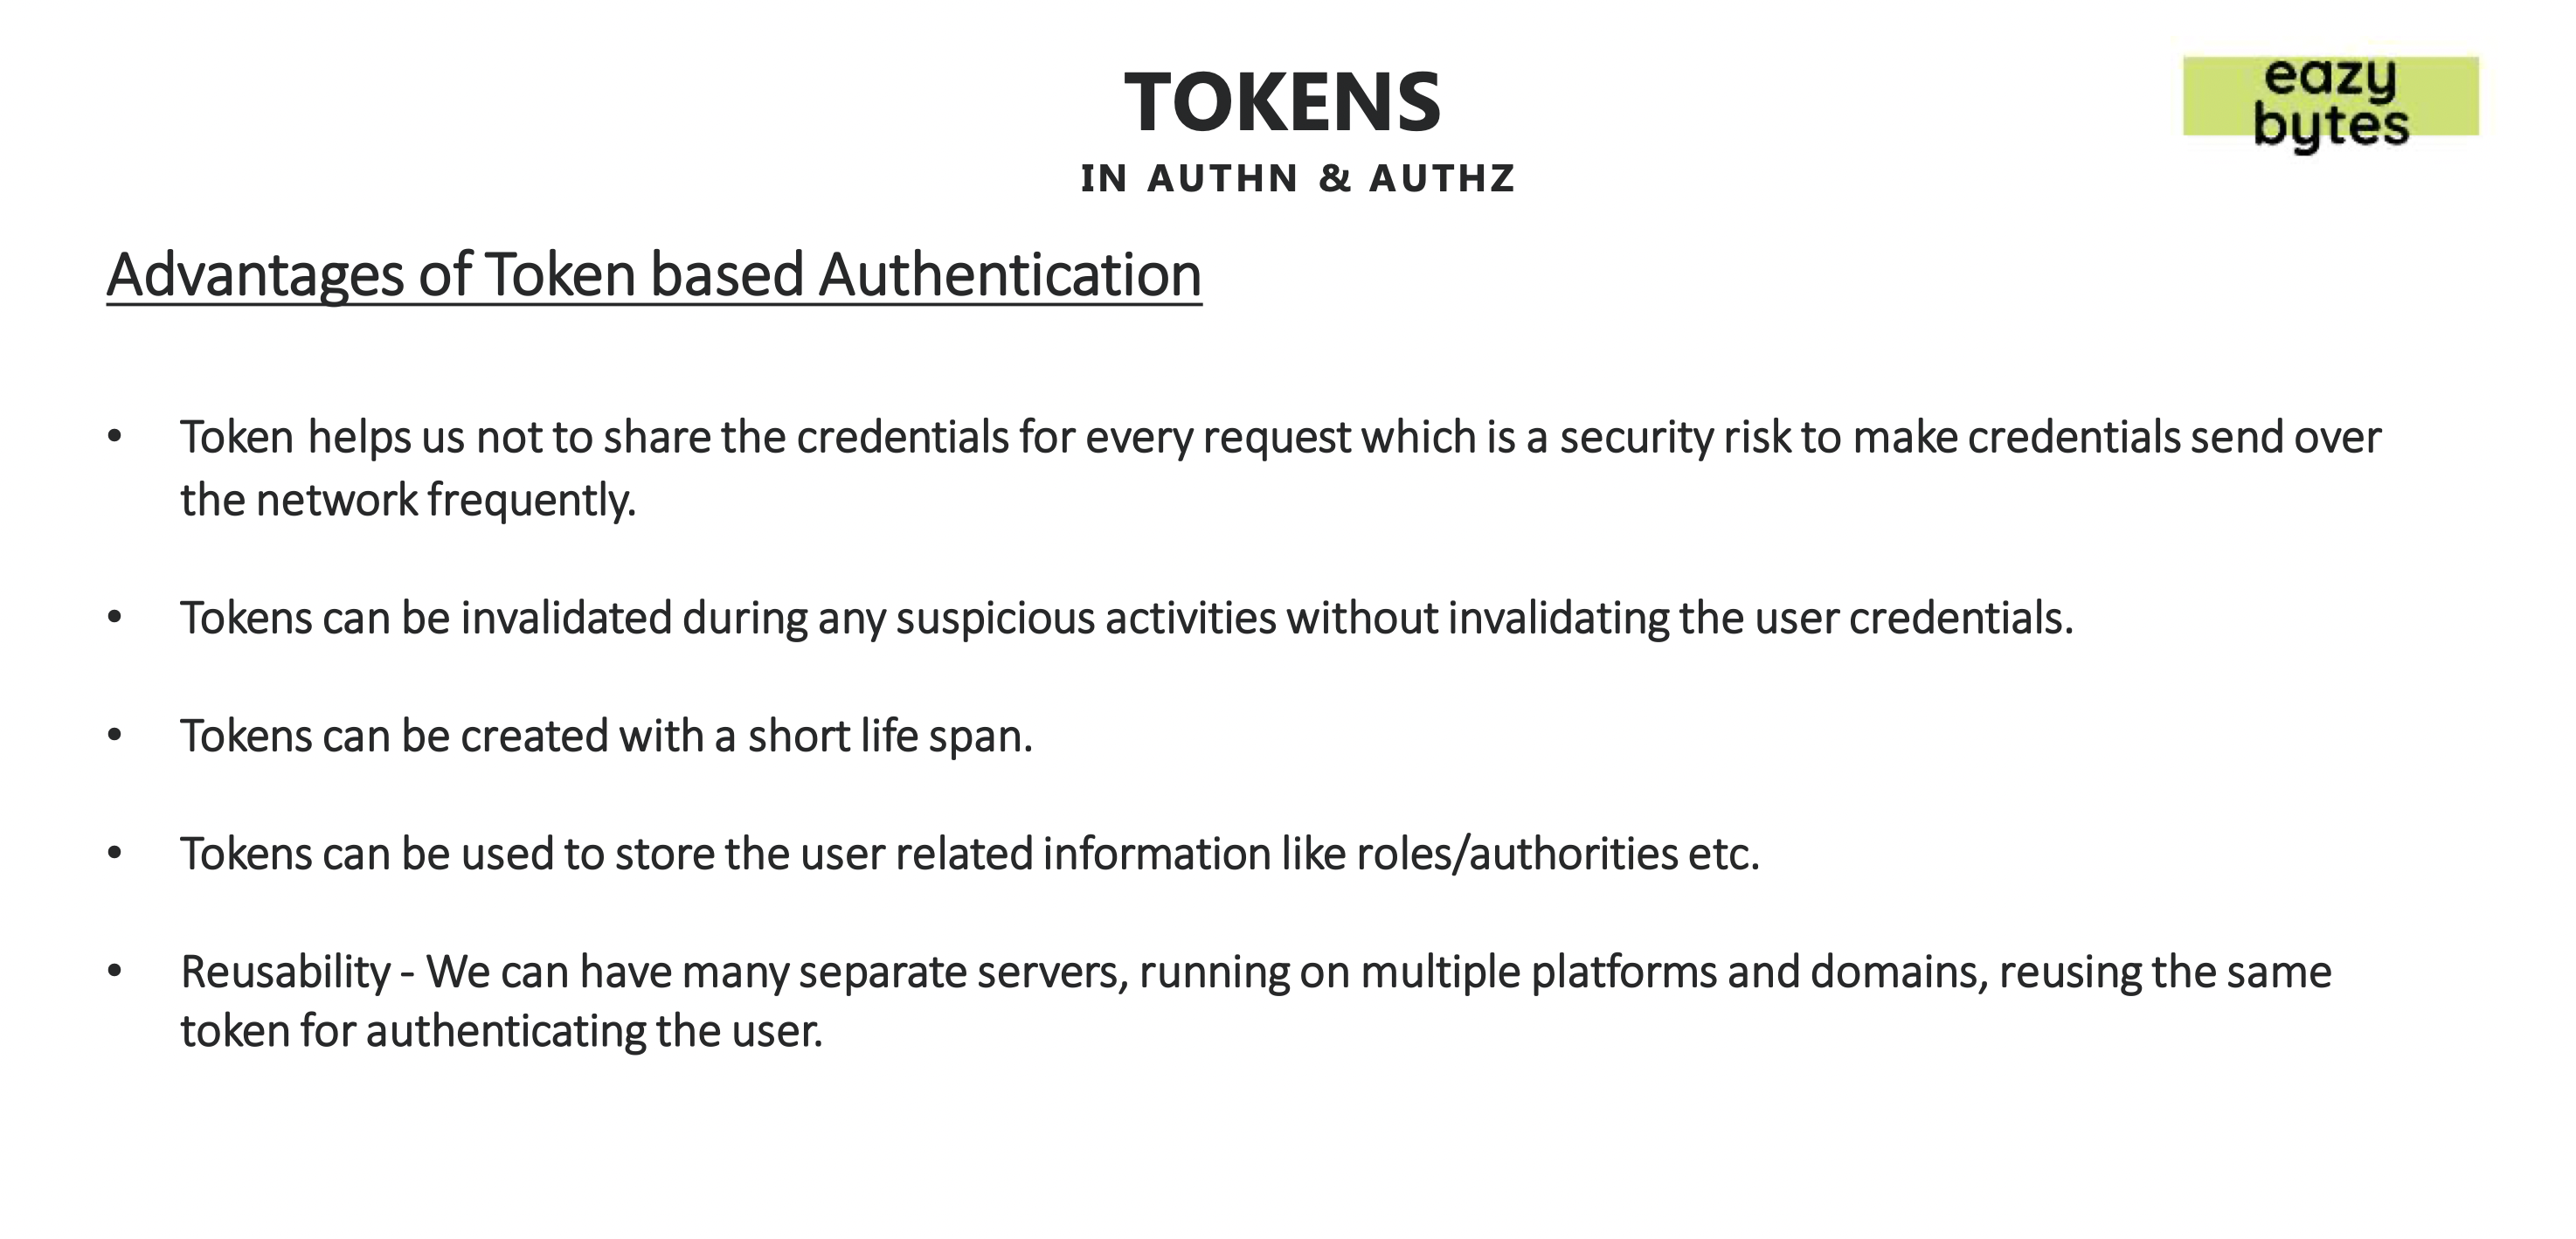 TOKENS
IN AUTHN & AUTHZ
eazy
bytes
Advantages of Token based Authentication
• Token helps us not to share the credentials for every request which is a security risk to make credentials send over
the network frequently.
• Tokens can be invalidated during any suspicious activities without invalidating the user credentials.
• Tokens can be created with a short life span.
• Tokens can be used to store the user related information like roles/authorities etc.
• Reusability - We can have many separate servers, running on multiple platforms and domains, reusing the same
token for authenticating the user.